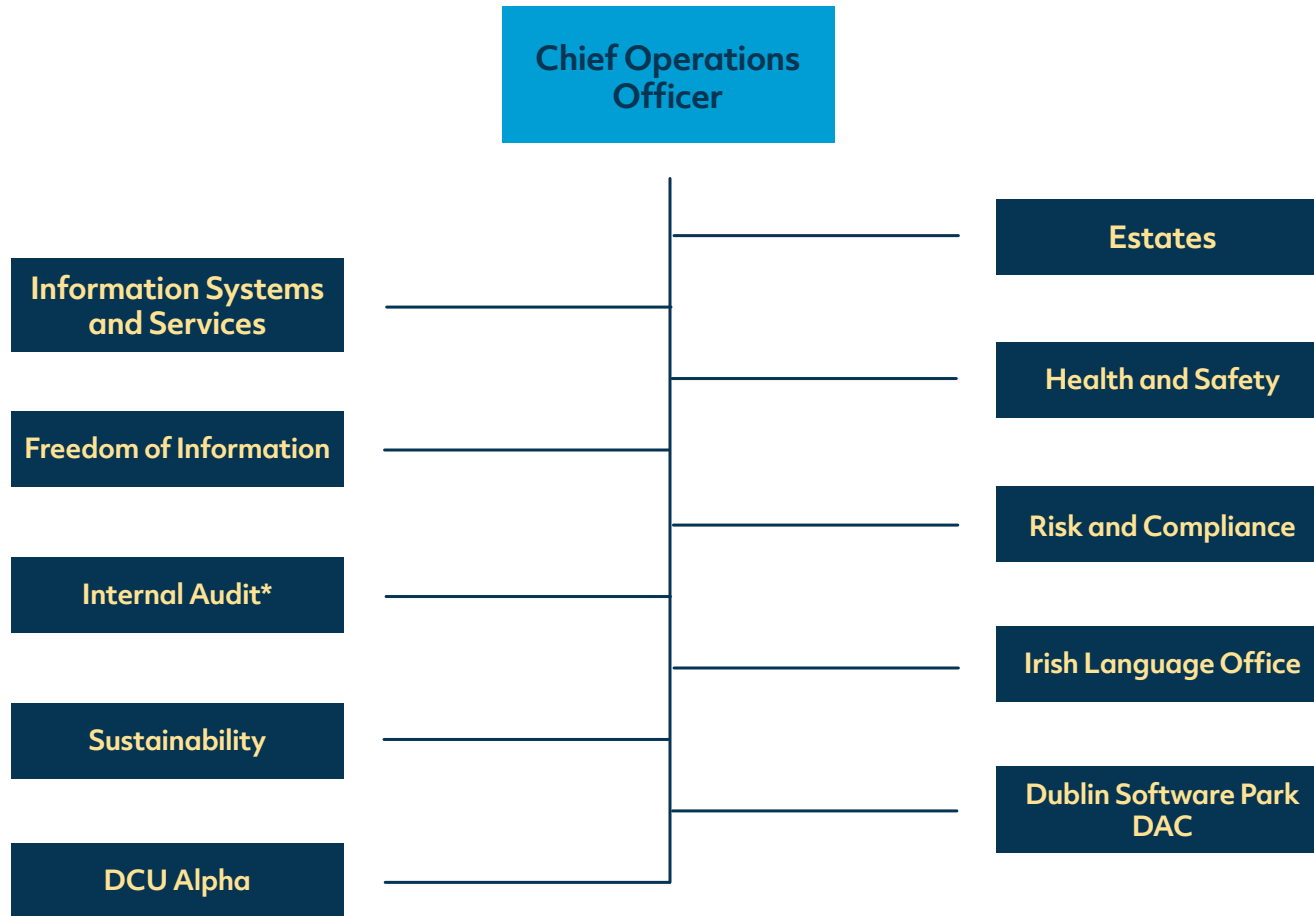 Chief Operations
Officer
Estates
Information Systems
and Services
Health and Safety
Freedom of Information
Risk and Compliance
Internal Audit*
Irish Language Office
Sustainability
Dublin Software Park
DAC
DCU Alpha